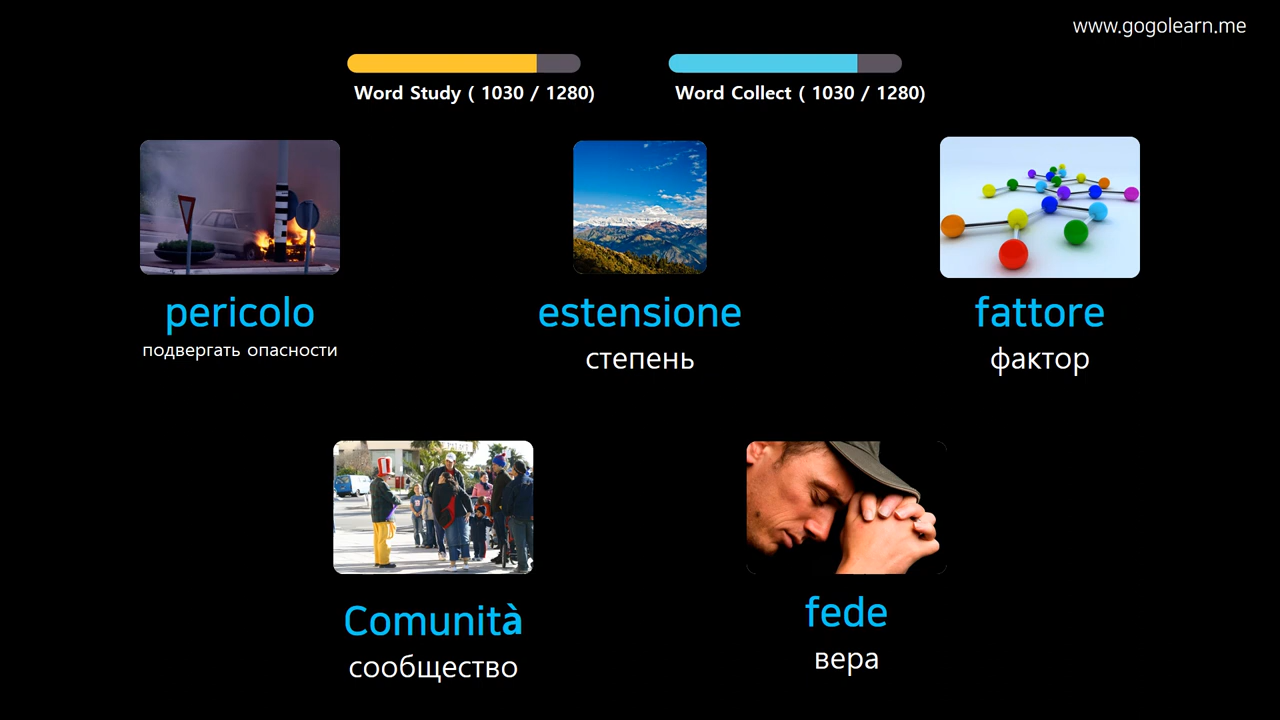 www.gogolearn.me
Word Study ( 1030 / 1280)
Word Collect ( 1030 / 1280)
pericolo
подвергать опасности
estensione
степень
fattore
фактор
Comunità
сообщество
fede
вера